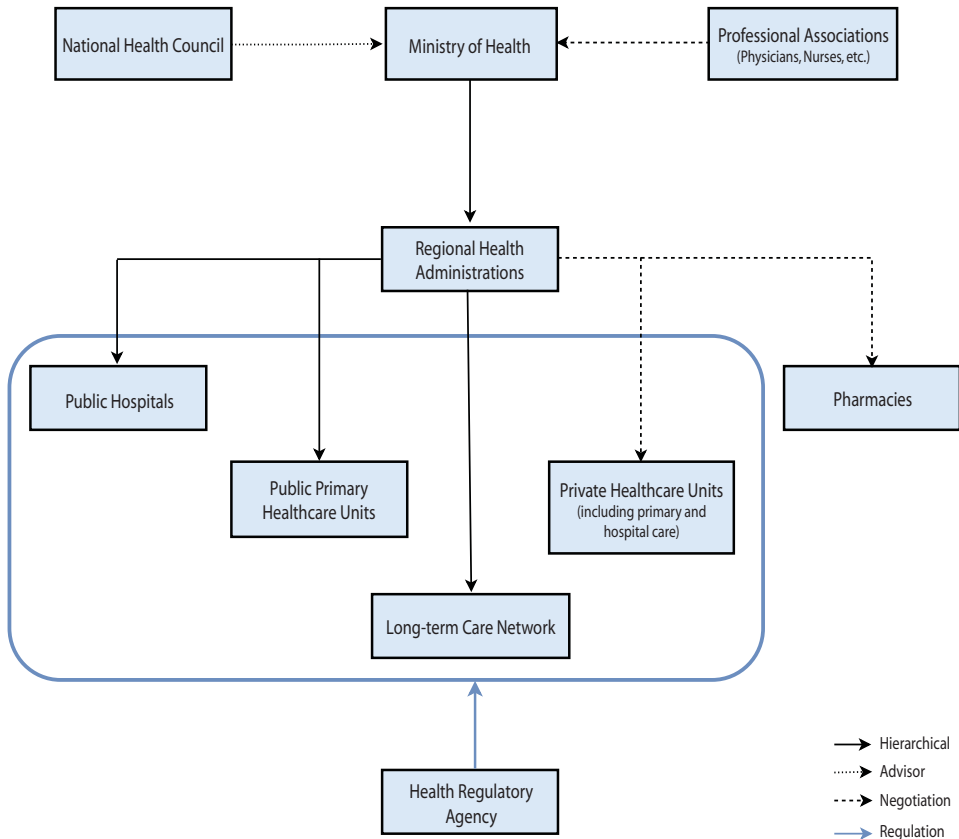 National Health Council
Ministry of Health
Professional Associations
(Physicians, Nurses, etc.)
Regional Health
Administrations
Public Hospitals
Pharmacies
Public Primary
Healthcare Units
Private Healthcare Units
(including primary and
hospital care)
Long-term Care Network
Health Regulatory
Agency
Hierarchical
Advisor
Negotiation
Regulation